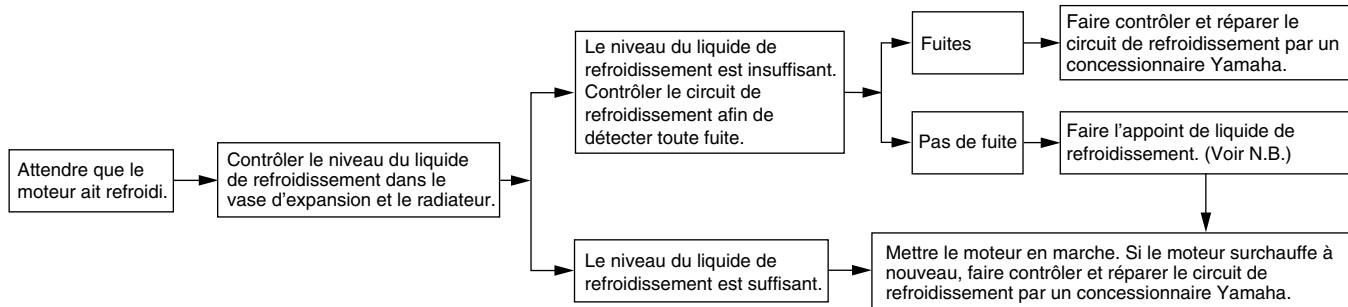 Attendre que le
moteur ait refroidi.
Contrôler le niveau du liquide
de refroidissement dans le
vase d’expansion et le radiateur.
Le niveau du liquide de
refroidissement est insuffisant.
Contrôler le circuit de
refroidissement afin de
détecter toute fuite.
Fuites
Faire contrôler et réparer le
circuit de refroidissement par un
concessionnaire Yamaha.
Pas de fuite
Faire l’appoint de liquide de
refroidissement. (Voir N.B.)
Le niveau du liquide de
refroidissement est suffisant.
Mettre le moteur en marche. Si le moteur surchauffe à
nouveau, faire contrôler et réparer le circuit de
refroidissement par un concessionnaire Yamaha.